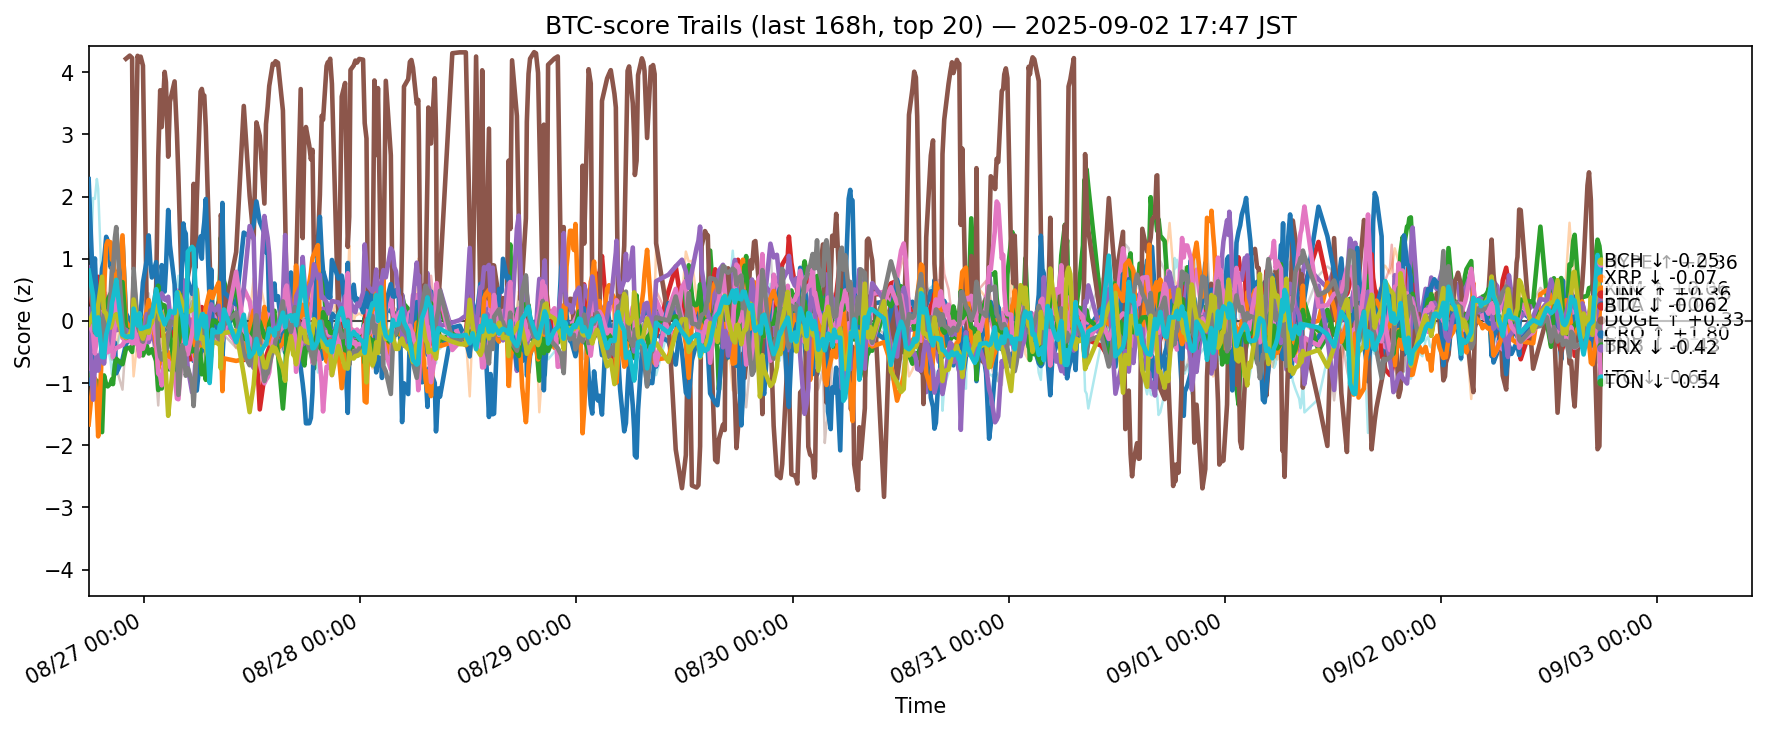 BTC-score Trails (last 168h, top 20) — 2025-09-02 17:47 JST
Score (z)
4
3
2
1
0
−1
−2
−3
−4
BCH ↓ -0.25
XRP ↓ -0.07
BTC ↓ -0.062
DOGE ↑ +0.33
TRX ↓ -0.42
TON ↓ -0.54
08/27 00:00
08/28 00:00
08/29 00:00
08/30 00:00
08/31 00:00
09/01 00:00
09/02 00:00
09/03 00:00
Time